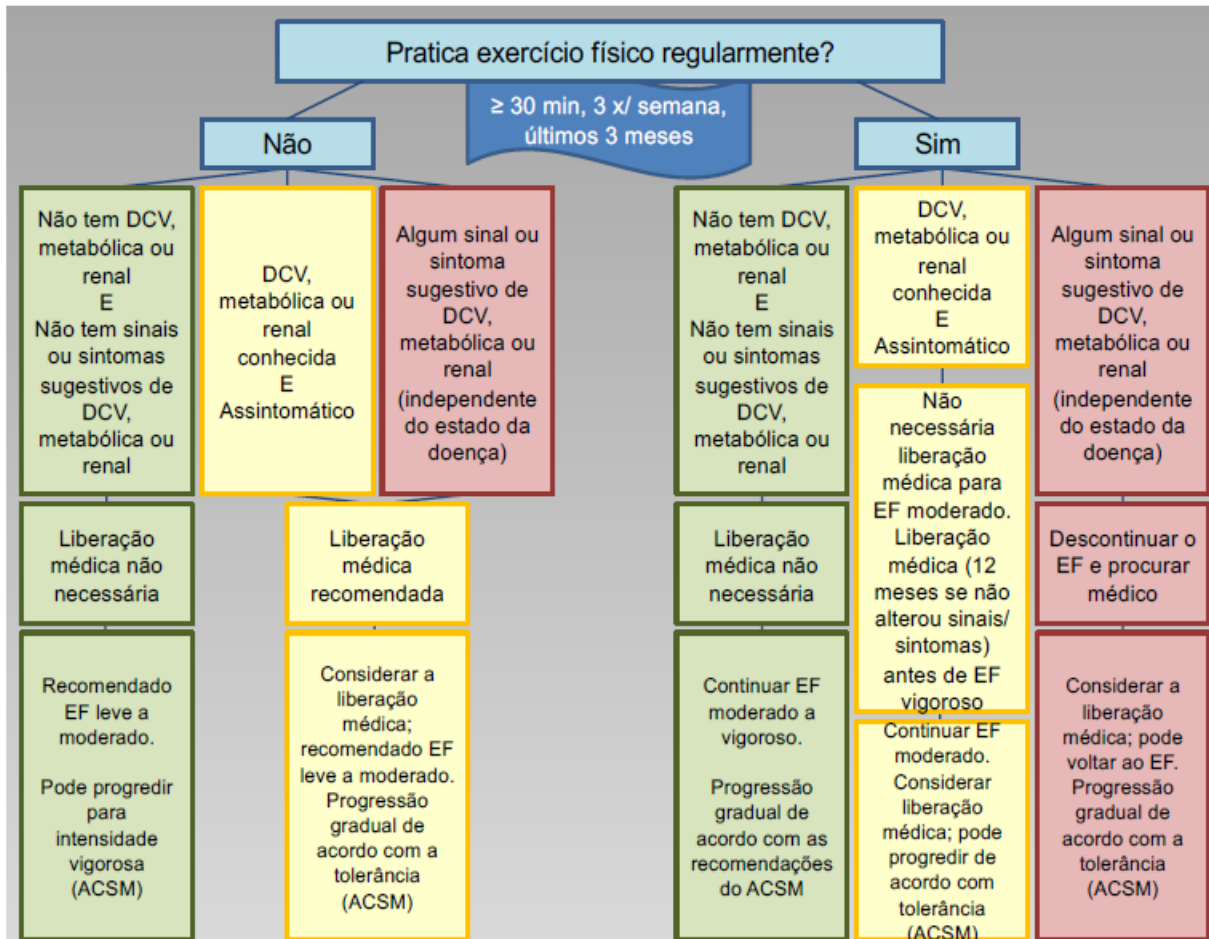 Pratica exercício físico regularmente?
≥ 30 min, 3 x/ semana,
últimos 3 meses
Não
Não tem DCV,
metabólica ou
renal
E
Não tem sinais
ou sintomas
sugestivos de
DCV,
metabólica ou
renal
Liberação
médica não
necessária
Recomendado
EF leve a
moderado.
Pode progredir
para
intensidade
vigorosa
(ACSM)
DCV,
metabólica ou
renal
conhecida
E
Assintomático
Algum sinal ou
sintoma
sugestivo de
DCV,
metabólica ou
renal
(independente
do estado da
doença)
Liberação
médica
recomendada
Considerar a
liberação
médica;
recomendado EF
leve a moderado.
Progressão
gradual de
acordo com a
tolerância
(ACSM)
Sim
Não tem DCV,
metabólica ou
renal
E
Não tem sinais
ou sintomas
sugestivos de
DCV,
metabólica ou
renal
Liberação
médica não
necessária
Continuar EF
moderado a
vigoroso.
Progressão
gradual de
acordo com as
recomendações
do ACSM
DCV,
metabólica ou
renal
conhecida
E
Assintomático
Não
necessária
liberação
médica para
EF moderado.
Liberação
médica (12
meses se não
alterou sinais/
sintomas)
antes de EF
vigoroso
Continuar EF
moderado.
Considerar
liberação
médica; pode
progredir de
acordo com
tolerância
(ACSM)
Algum sinal ou
sintoma
sugestivo de
DCV,
metabólica ou
renal
(independente
do estado da
doença)
Descontinuar o
EF e procurar
médico
Considerar a
liberação
médica; pode
voltar ao EF.
Progressão
gradual de
acordo com a
tolerância
(ACSM)